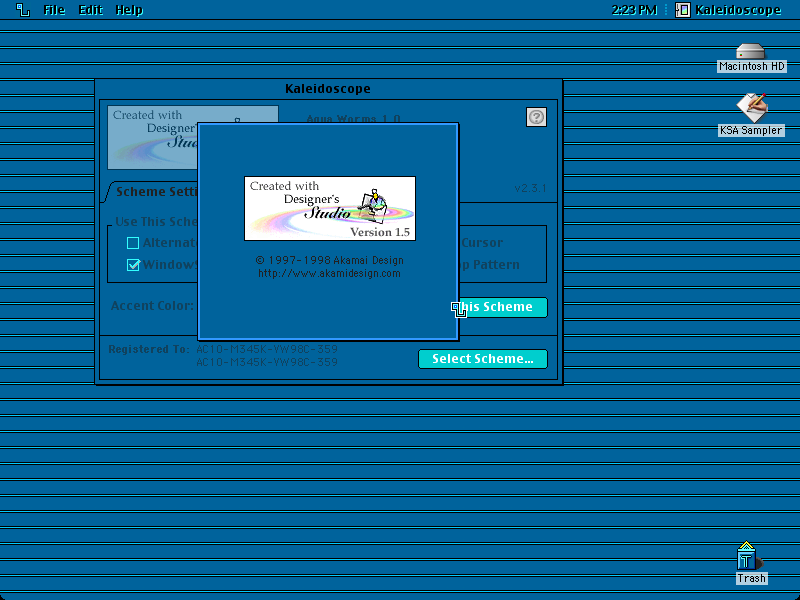 File Edit Help
2:23 PM Kaleidoscope
Macintosh HD
KSA Sampler
Kaleidoscope
Created with
Designer's
Aqua Worms 1.0
?
v2.3.1
Scheme Setti
Use This Sche
Alternat
Cursor
Windows
p Pattern
Accent Color:
his Scheme
Registered To: AC10-M345K-YW98C-359
AC10-M345K-YW98C-359
Select Scheme...
Created with
Designer's
Studio
Version 1.5
© 1997-1998 Akamai Design
http://www.akamidesign.com
Trash